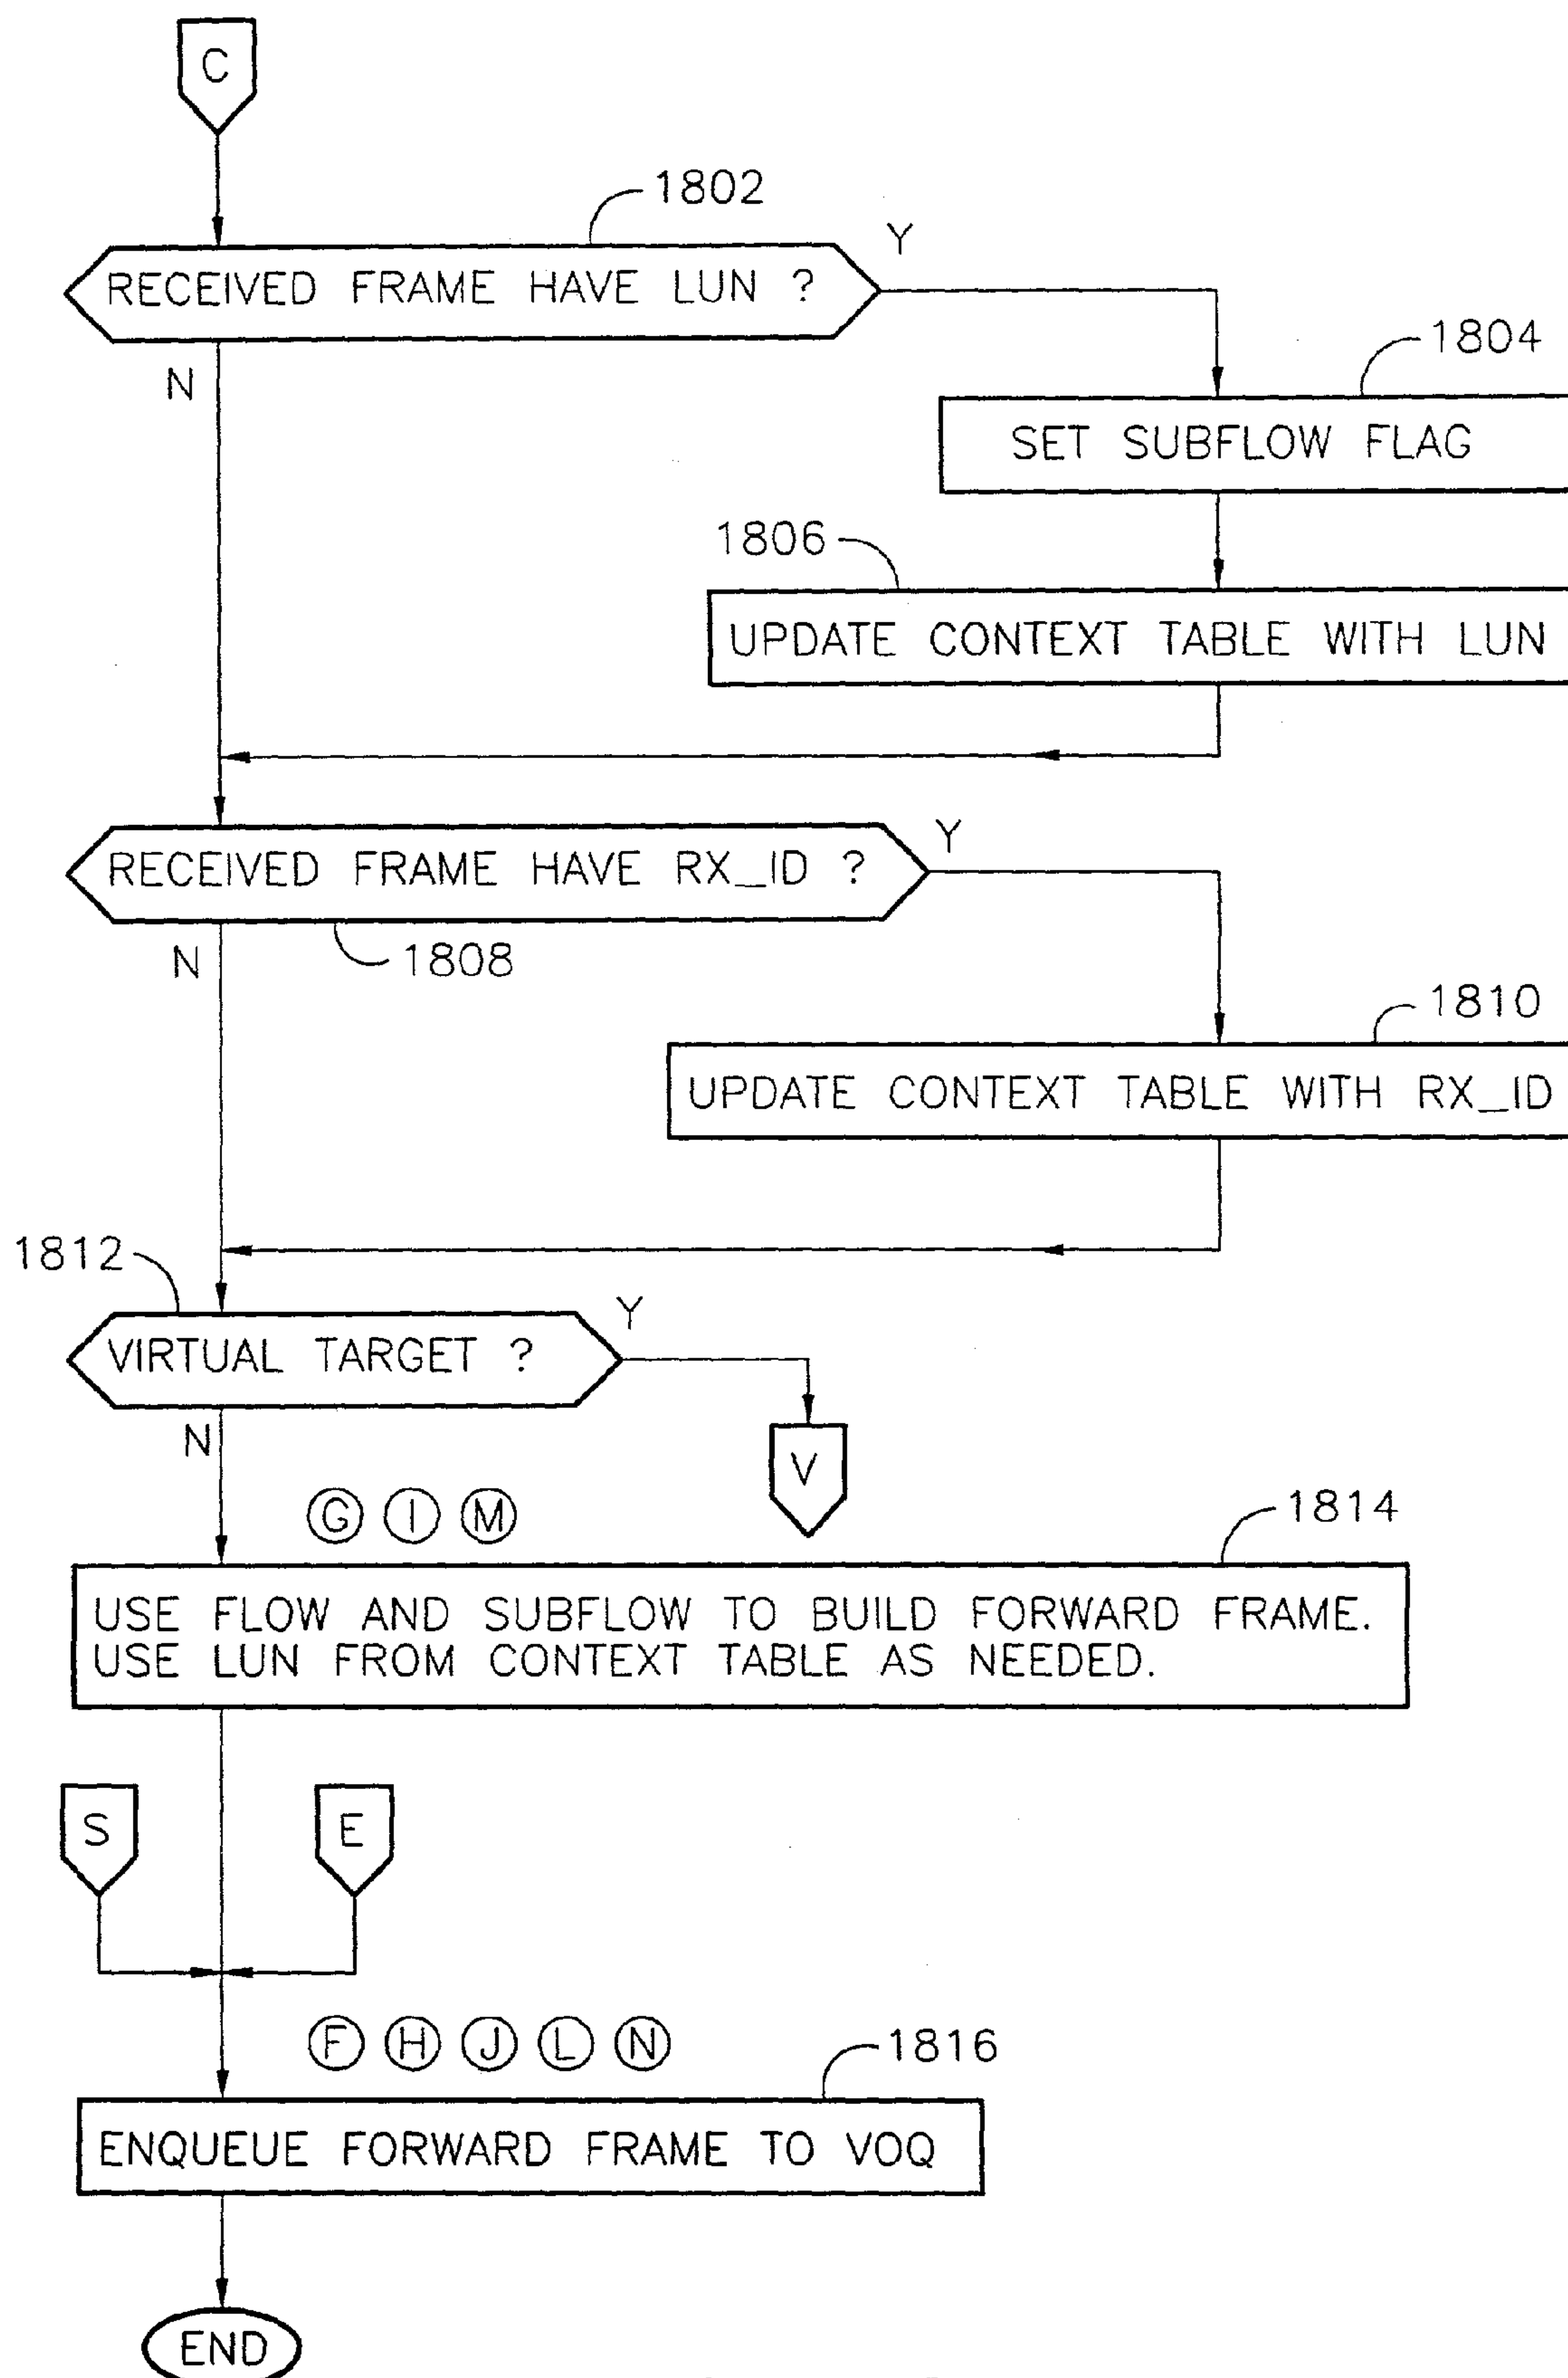 C
1802
Y
RECEIVED FRAME HAVE LUN ?
1804
N
SET SUBFLOW FLAG
1806
UPDATE CONTEXT TABLE WITH LUN
Y
RECEIVED FRAME HAVE RX_ID ?
N
1808
1810
UPDATE CONTEXT TABLE WITH RX_ID
1812
Y
VIRTUAL TARGET ?
N
V
G I M
1814
USE FLOW AND SUBFLOW TO BUILD FORWARD FRAME.
USE LUN FROM CONTEXT TABLE AS NEEDED.
S E
F H J L N
1816
ENQUEUE FORWARD FRAME TO VOQ
END